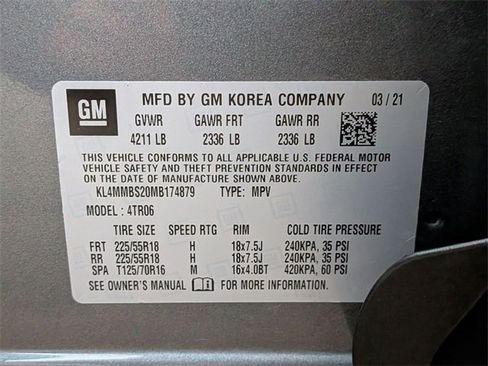 GM MFD BY GM KOREA COMPANY 03 / 21
GVWR GAWR FRT GAWR RR
4211 LB 2336 LB 2336 LB
THIS VEHICLE CONFORMS TO ALL APPLICABLE U.S. FEDERAL MOTOR
VEHICLE SAFETY AND THEFT PREVENTION STANDARDS IN EFFECT
ON THE DATE OF MANUFACTURE SHOWN ABOVE.
KL4MMBS20MB174879 TYPE: MPV
MODEL : 4TR06
TIRE SIZE SPEED RTG RIM COLD TIRE PRESSURE
FRT 225/55R18 H 18x7.5J 240KPA, 35 PSI
RR 225/55R18 H 18x7.5J 240KPA, 35 PSI
SPA T125/70R16 M 16x4.0BT 420KPA, 60 PSI
SEE OWNER'S MANUAL FOR MORE INFORMATION.